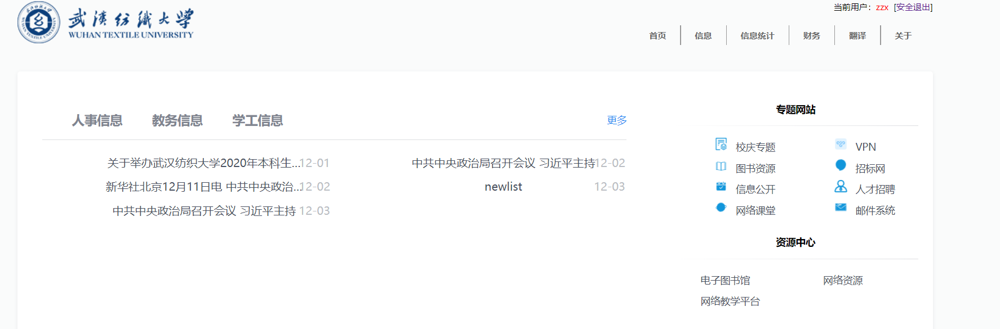 武漢紡織大學
WUHAN TEXTILE UNIVERSITY
当前用户：zzx [安全退出]
首页 信息 信息统计 财务 翻译 关于
人事信息 教务信息 学工信息 更多
关于举办武汉纺织大学2020年本科生...12-01
中共中央政治局召开会议 习近平主持12-02
新华社北京12月11日电 中共中央政治...12-02
newlist 12-03
中共中央政治局召开会议 习近平主持 12-03
专题网站
校庆专题 VPN
图书资源 招标网
信息公开 人才招聘
网络课堂 邮件系统
资源中心
电子图书馆 网络资源
网络教学平台